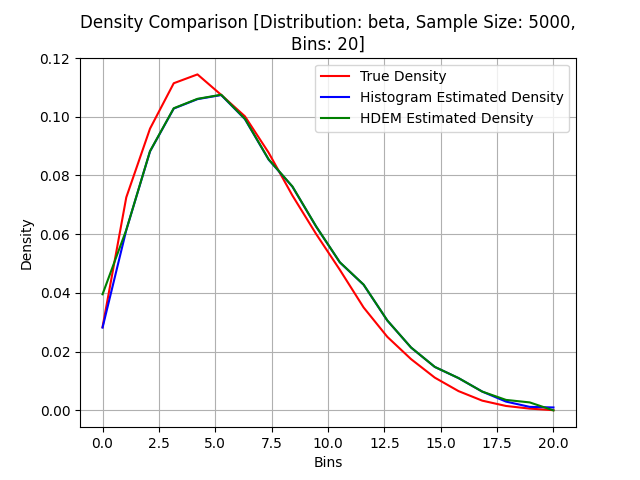 Density Comparison [Distribution: beta, Sample Size: 5000,
Bins: 20]
True Density
Histogram Estimated Density
HDEM Estimated Density
Density
0.12
0.10
0.08
0.06
0.04
0.02
0.00
0.0 2.5 5.0 7.5 10.0 12.5 15.0 17.5 20.0
Bins